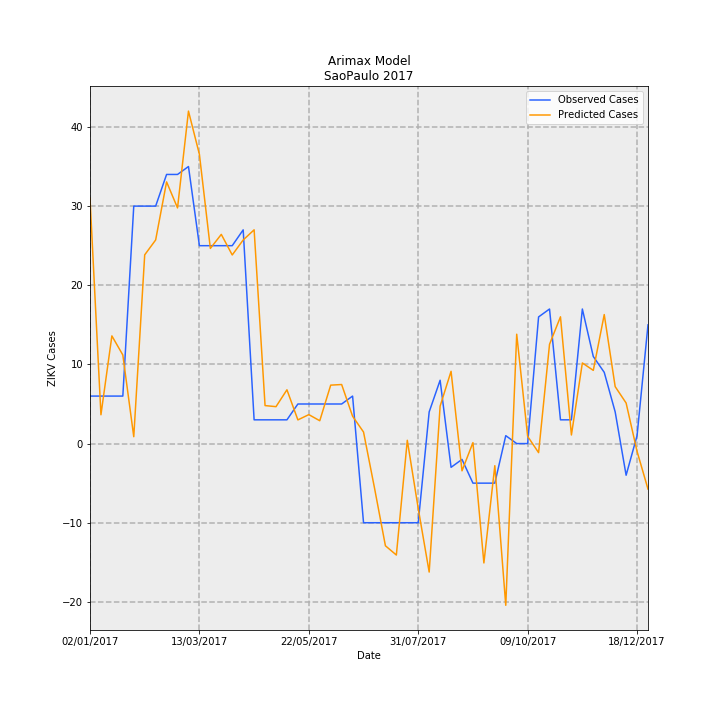 Arimax Model
SaoPaulo 2017
Observed Cases
Predicted Cases
40
30
20
10
0
−10
−20
ZIKV Cases
02/01/2017
13/03/2017
22/05/2017
31/07/2017
09/10/2017
18/12/2017
Date